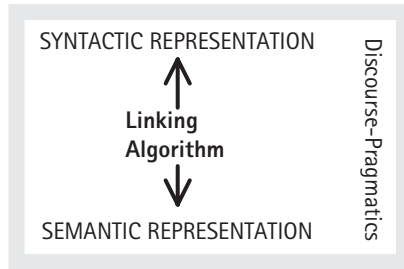 SYNTACTIC REPRESENTATION
Linking
Algorithm
SEMANTIC REPRESENTATION
Discourse-Pragmatics